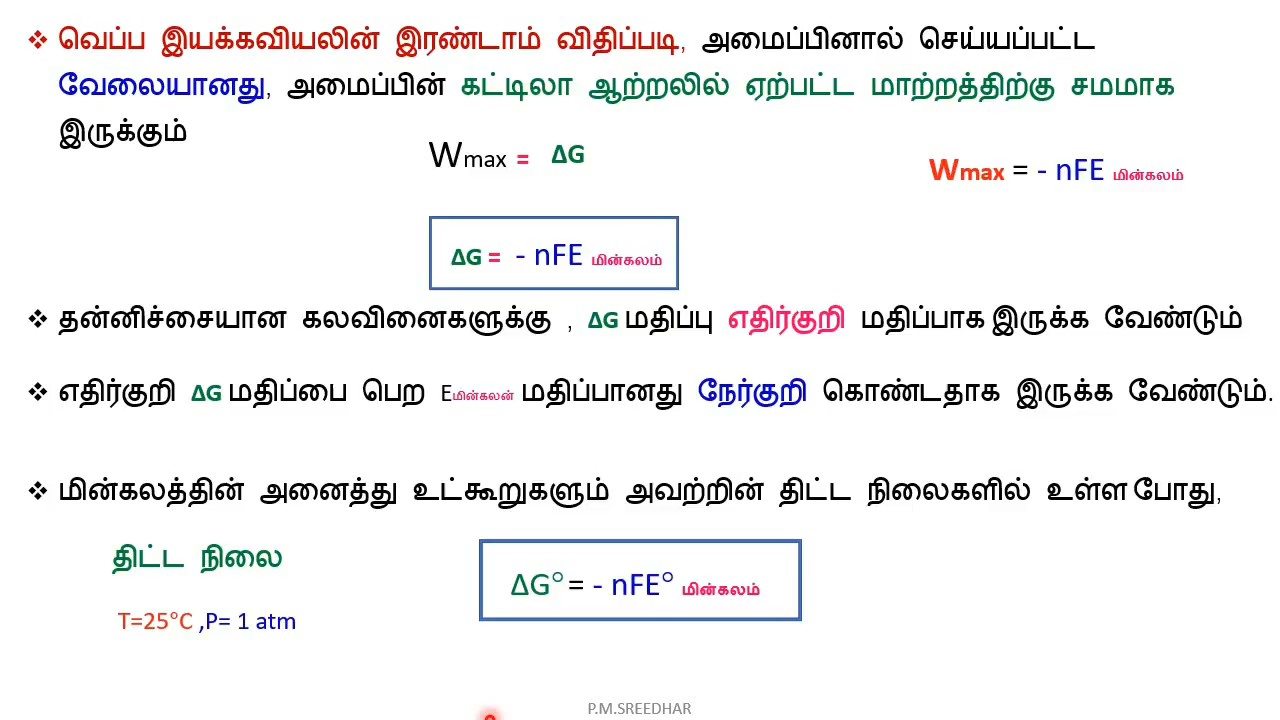 ❖ வெப்ப இயக்கவியலின் இரண்டாம் விதிப்படி, அமைப்பினால் செய்யப்பட்ட
வேலையானது, அமைப்பின் கட்டிலா ஆற்றலில் ஏற்பட்ட மாற்றத்திற்கு சமமாக
இருக்கும்
Wmax = ΔG
Wmax = - nFE மின்கலம்
ΔG = - nFE மின்கலம்
❖ தன்னிச்சையான கலவினைகளுக்கு , ΔG மதிப்பு எதிர்குறி மதிப்பாக இருக்க வேண்டும்
❖ எதிர்குறி ΔG மதிப்பை பெற Eமின்கலன் மதிப்பானது நேர்குறி கொண்டதாக இருக்க வேண்டும்.
❖ மின்கலத்தின் அனைத்து உட்கூறுகளும் அவற்றின் திட்ட நிலைகளில் உள்ள போது,
திட்ட நிலை
ΔG° = - nFE° மின்கலம்
T=25°C ,P= 1 atm
P.M.SREEDHAR